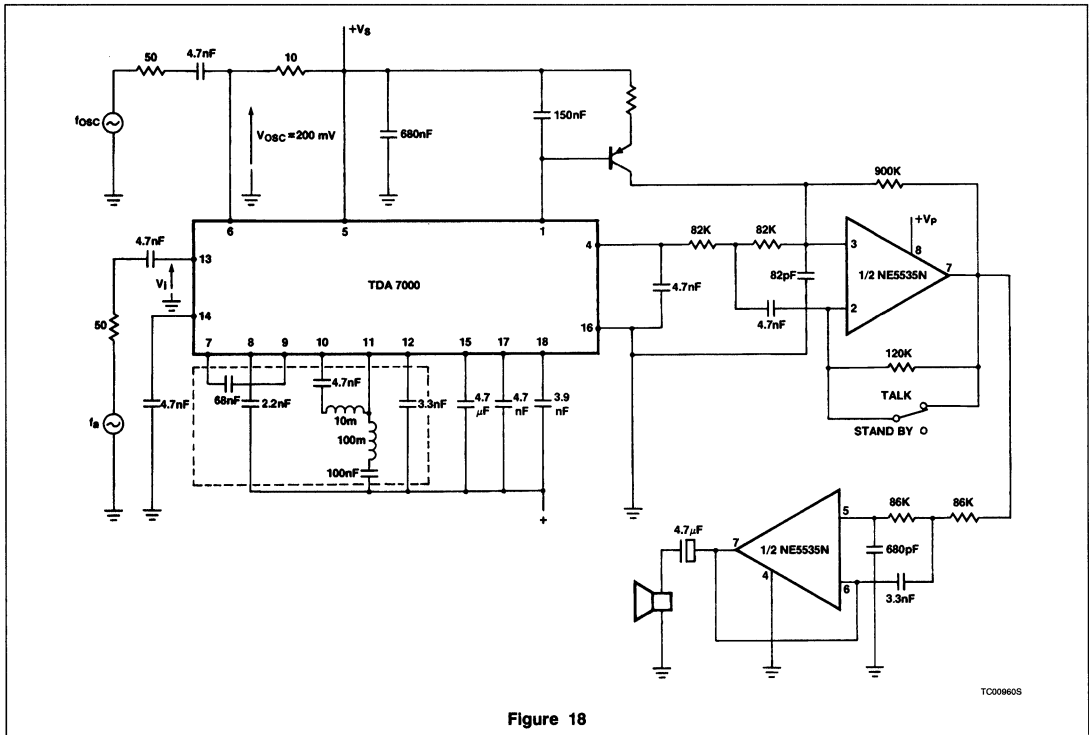 +VS
50
4.7nF
10
fOSC
VOSC = 200 mV
680nF
150nF
900K
6
5
1
4
82K
82K
+VP
8
3
7
1/2 NE5535N
2
82pF
4.7nF
4.7nF
13
VI
TDA 7000
14
50
16
4.7nF
120K
TALK
STAND BY
7
8
9
10
11
12
15
17
18
68nF
2.2nF
4.7nF
10m
100m
100nF
3.3nF
4.7
µF
4.7
nF
3.9
nF
4.7nF
fa
+
4.7µF
7
1/2 NE5535N
4
5
6
86K
86K
680pF
3.3nF
TC00960S
Figure 18